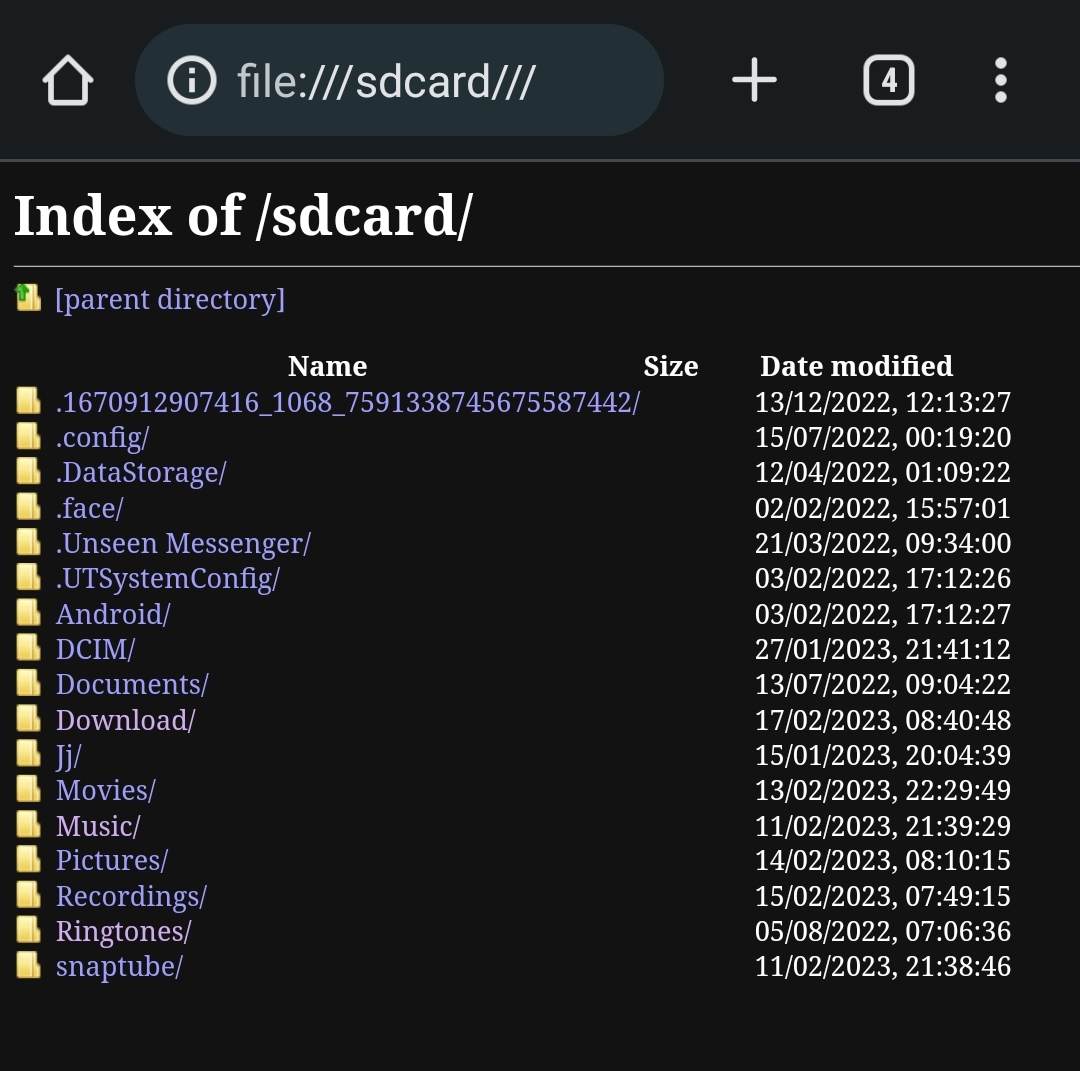 file:///sdcard///
4
Index of /sdcard/
[parent directory]
Name Size Date modified
.1670912907416_1068_7591338745675587442/ 13/12/2022, 12:13:27
.config/ 15/07/2022, 00:19:20
.DataStorage/ 12/04/2022, 01:09:22
.face/ 02/02/2022, 15:57:01
.Unseen Messenger/ 21/03/2022, 09:34:00
.UTSystemConfig/ 03/02/2022, 17:12:26
Android/ 03/02/2022, 17:12:27
DCIM/ 27/01/2023, 21:41:12
Documents/ 13/07/2022, 09:04:22
Download/ 17/02/2023, 08:40:48
Jj/ 15/01/2023, 20:04:39
Movies/ 13/02/2023, 22:29:49
Music/ 11/02/2023, 21:39:29
Pictures/ 14/02/2023, 08:10:15
Recordings/ 15/02/2023, 07:49:15
Ringtones/ 05/08/2022, 07:06:36
snaptube/ 11/02/2023, 21:38:46